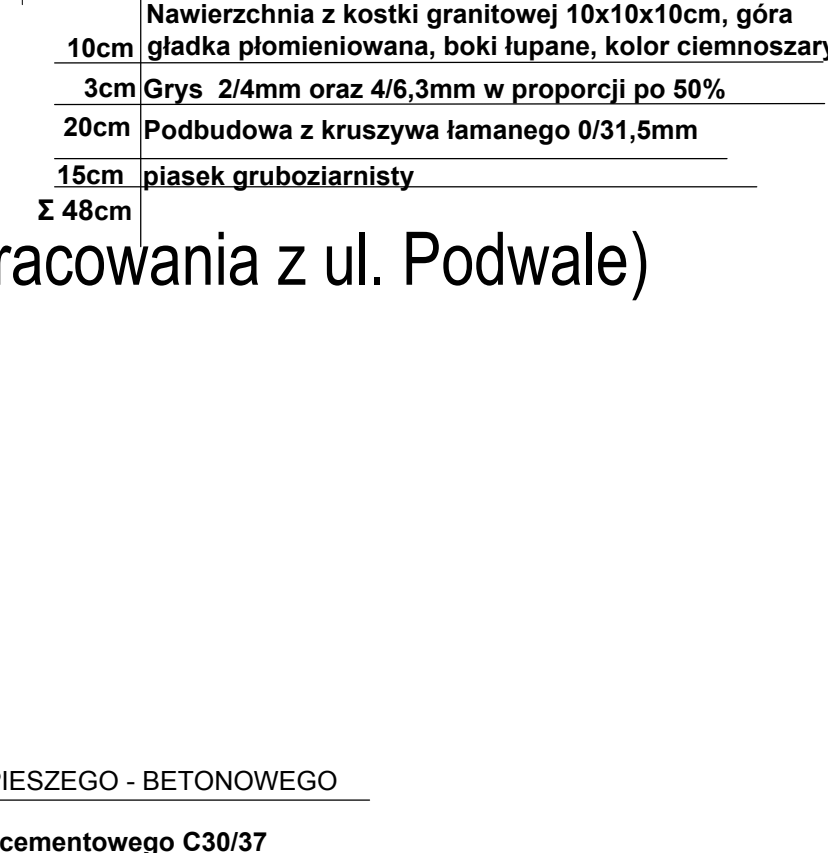 Nawierzchnia z kostki granitowej 10x10x10cm, góra
10cm gładka płomieniowana, boki łupane, kolor ciemnoszary
3cm Grys 2/4mm oraz 4/6,3mm w proporcji po 50%
20cm Podbudowa z kruszywa łamanego 0/31,5mm
15cm piasek gruboziarnisty
Σ 48cm
racowania z ul. Podwale)
PIESZEGO - BETONOWEGO
cementowego C30/37